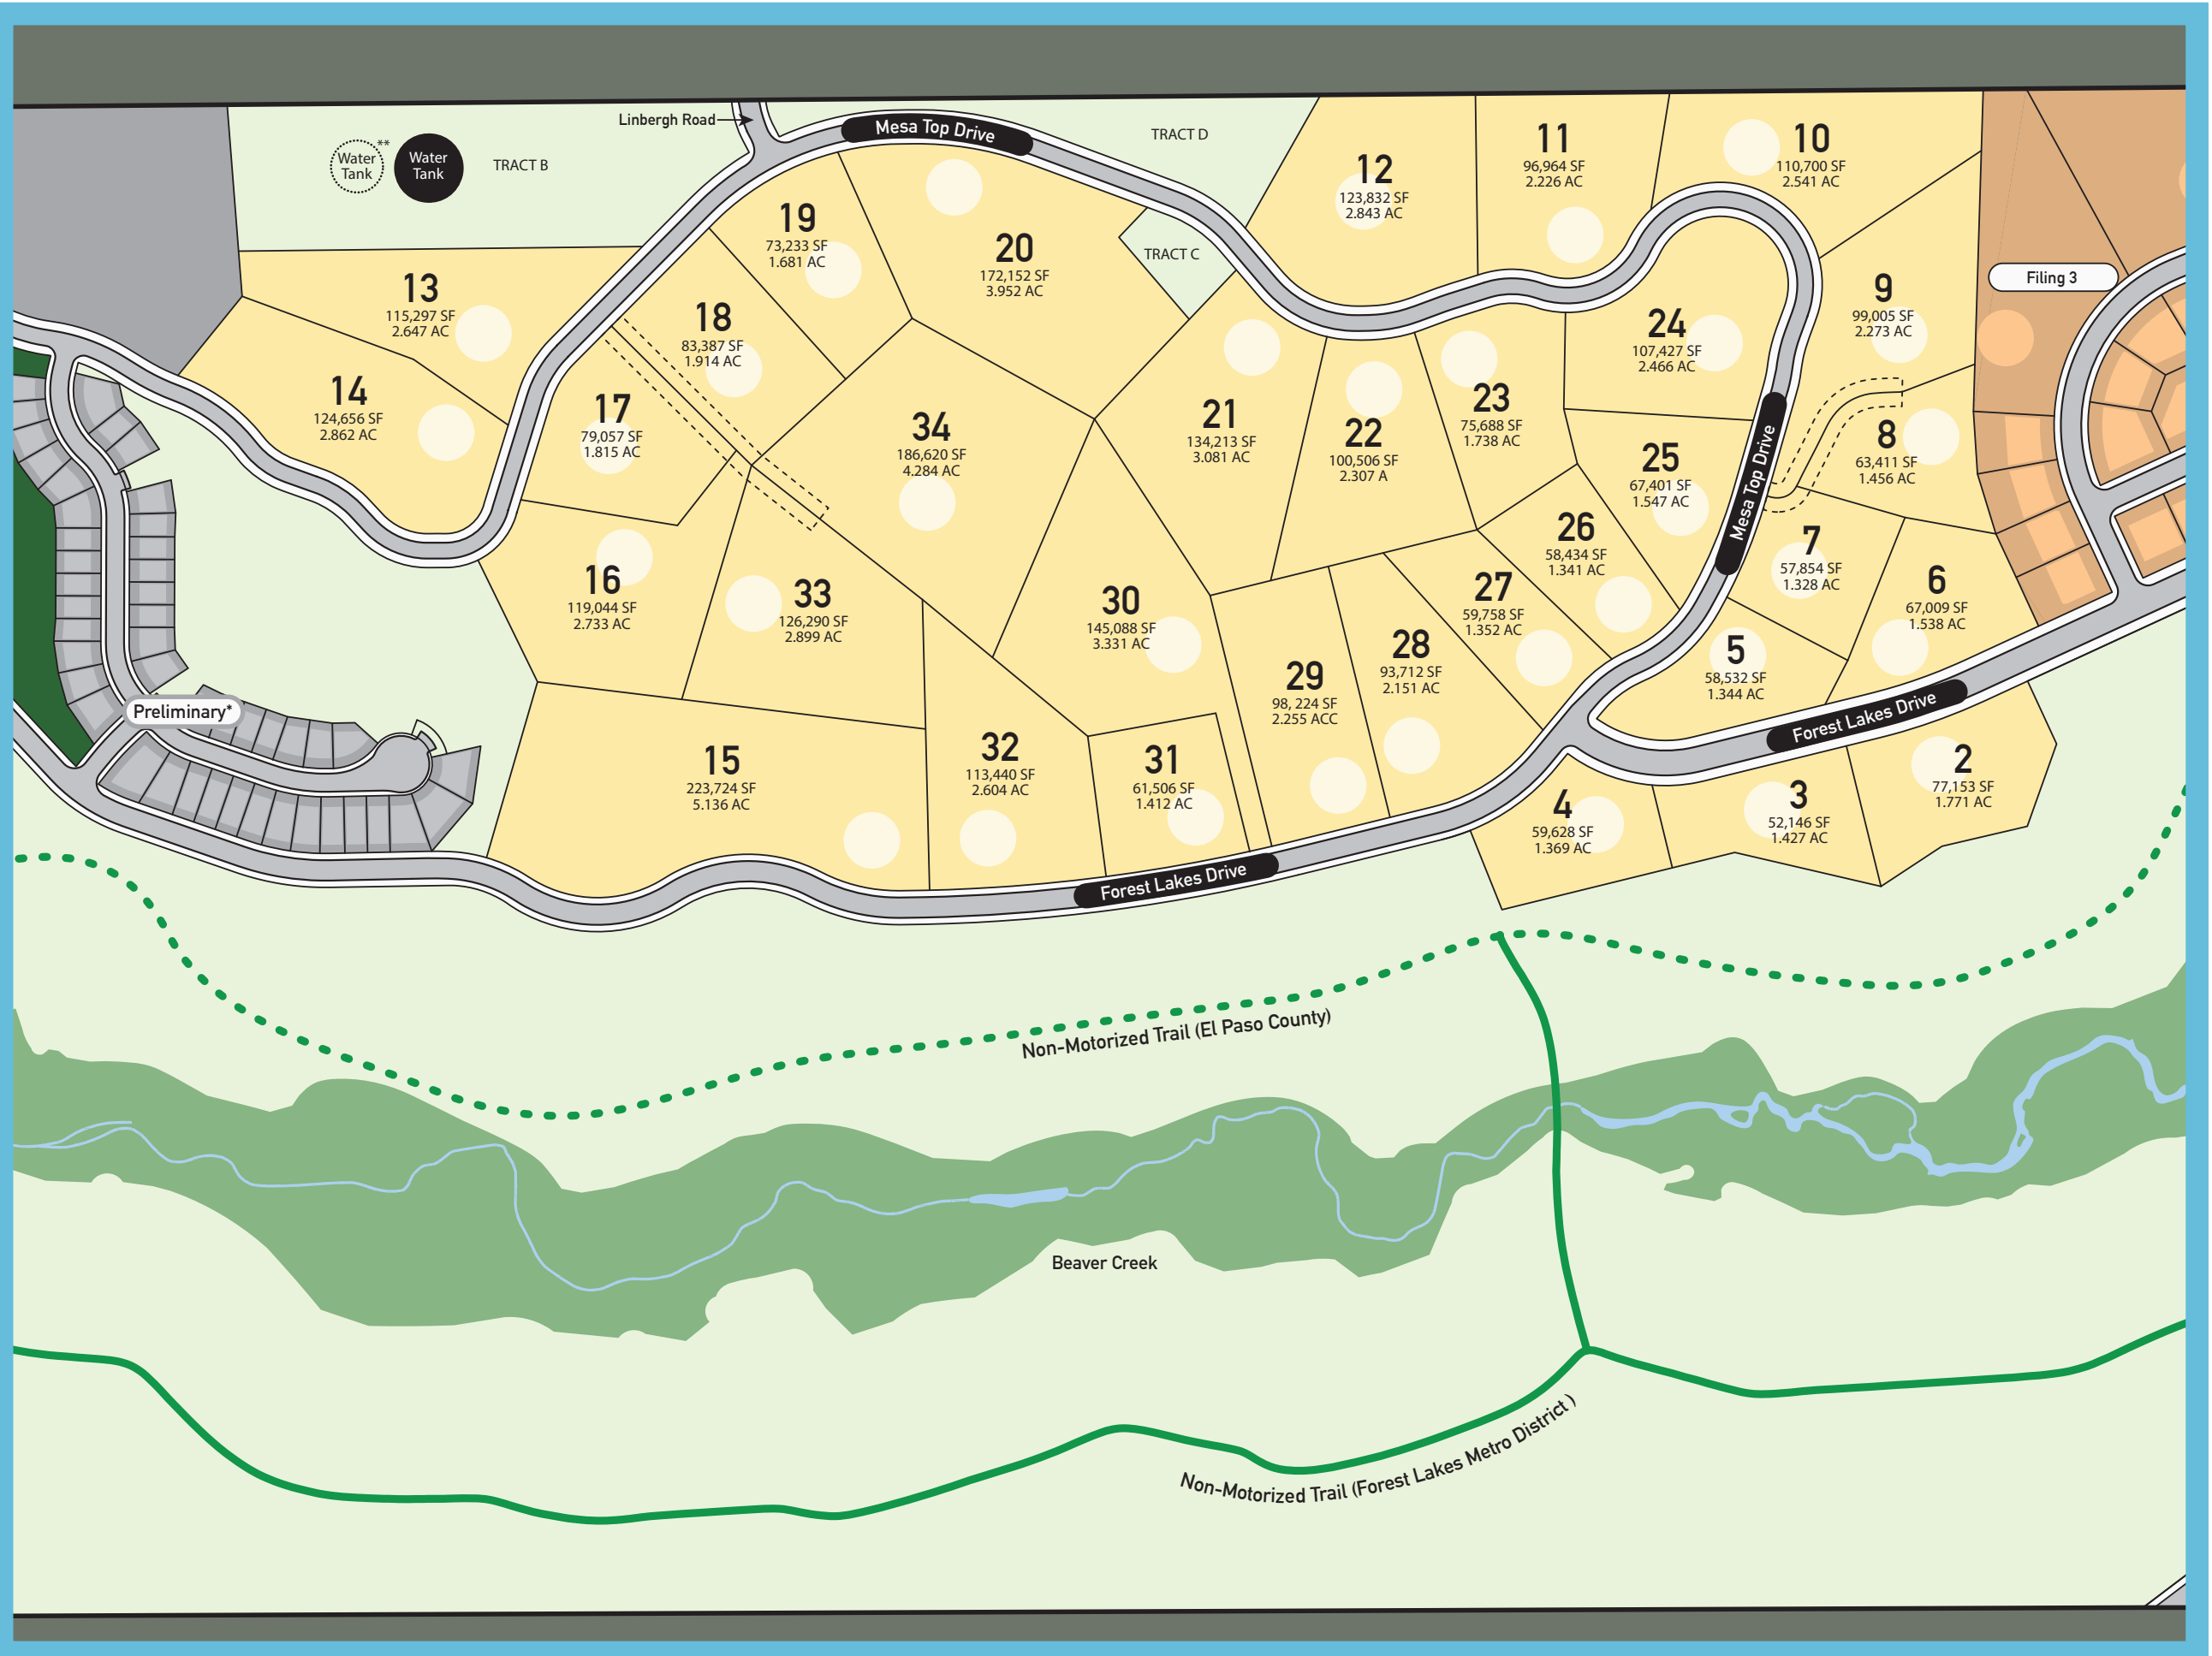 Linbergh Road
Mesa Top Drive
TRACT D
Water
Tank
**
Water
Tank
TRACT B
TRACT C
12
123,832 SF
2.843 AC
11
96,964 SF
2.226 AC
10
110,700 SF
2.541 AC
Filing 3
13
115,297 SF
2.647 AC
14
124,656 SF
2.862 AC
19
73,233 SF
1.681 AC
20
172,152 SF
3.952 AC
18
83,387 SF
1.914 AC
17
79,057 SF
1.815 AC
34
186,620 SF
4.284 AC
21
134,213 SF
3.081 AC
22
100,506 SF
2.307 A
23
75,688 SF
1.738 AC
24
107,427 SF
2.466 AC
9
99,005 SF
2.273 AC
8
63,411 SF
1.456 AC
25
67,401 SF
1.547 AC
Mesa Top Drive
26
58,434 SF
1.341 AC
7
57,854 SF
1.328 AC
6
67,009 SF
1.538 AC
16
119,044 SF
2.733 AC
33
126,290 SF
2.899 AC
30
145,088 SF
3.331 AC
27
59,758 SF
1.352 AC
28
93,712 SF
2.151 AC
29
98, 224 SF
2.255 ACC
5
58,532 SF
1.344 AC
Preliminary*
Forest Lakes Drive
15
223,724 SF
5.136 AC
32
113,440 SF
2.604 AC
31
61,506 SF
1.412 AC
4
59,628 SF
1.369 AC
3
52,146 SF
1.427 AC
2
77,153 SF
1.771 AC
Forest Lakes Drive
Non-Motorized Trail (El Paso County)
Beaver Creek
Non-Motorized Trail (Forest Lakes Metro District )